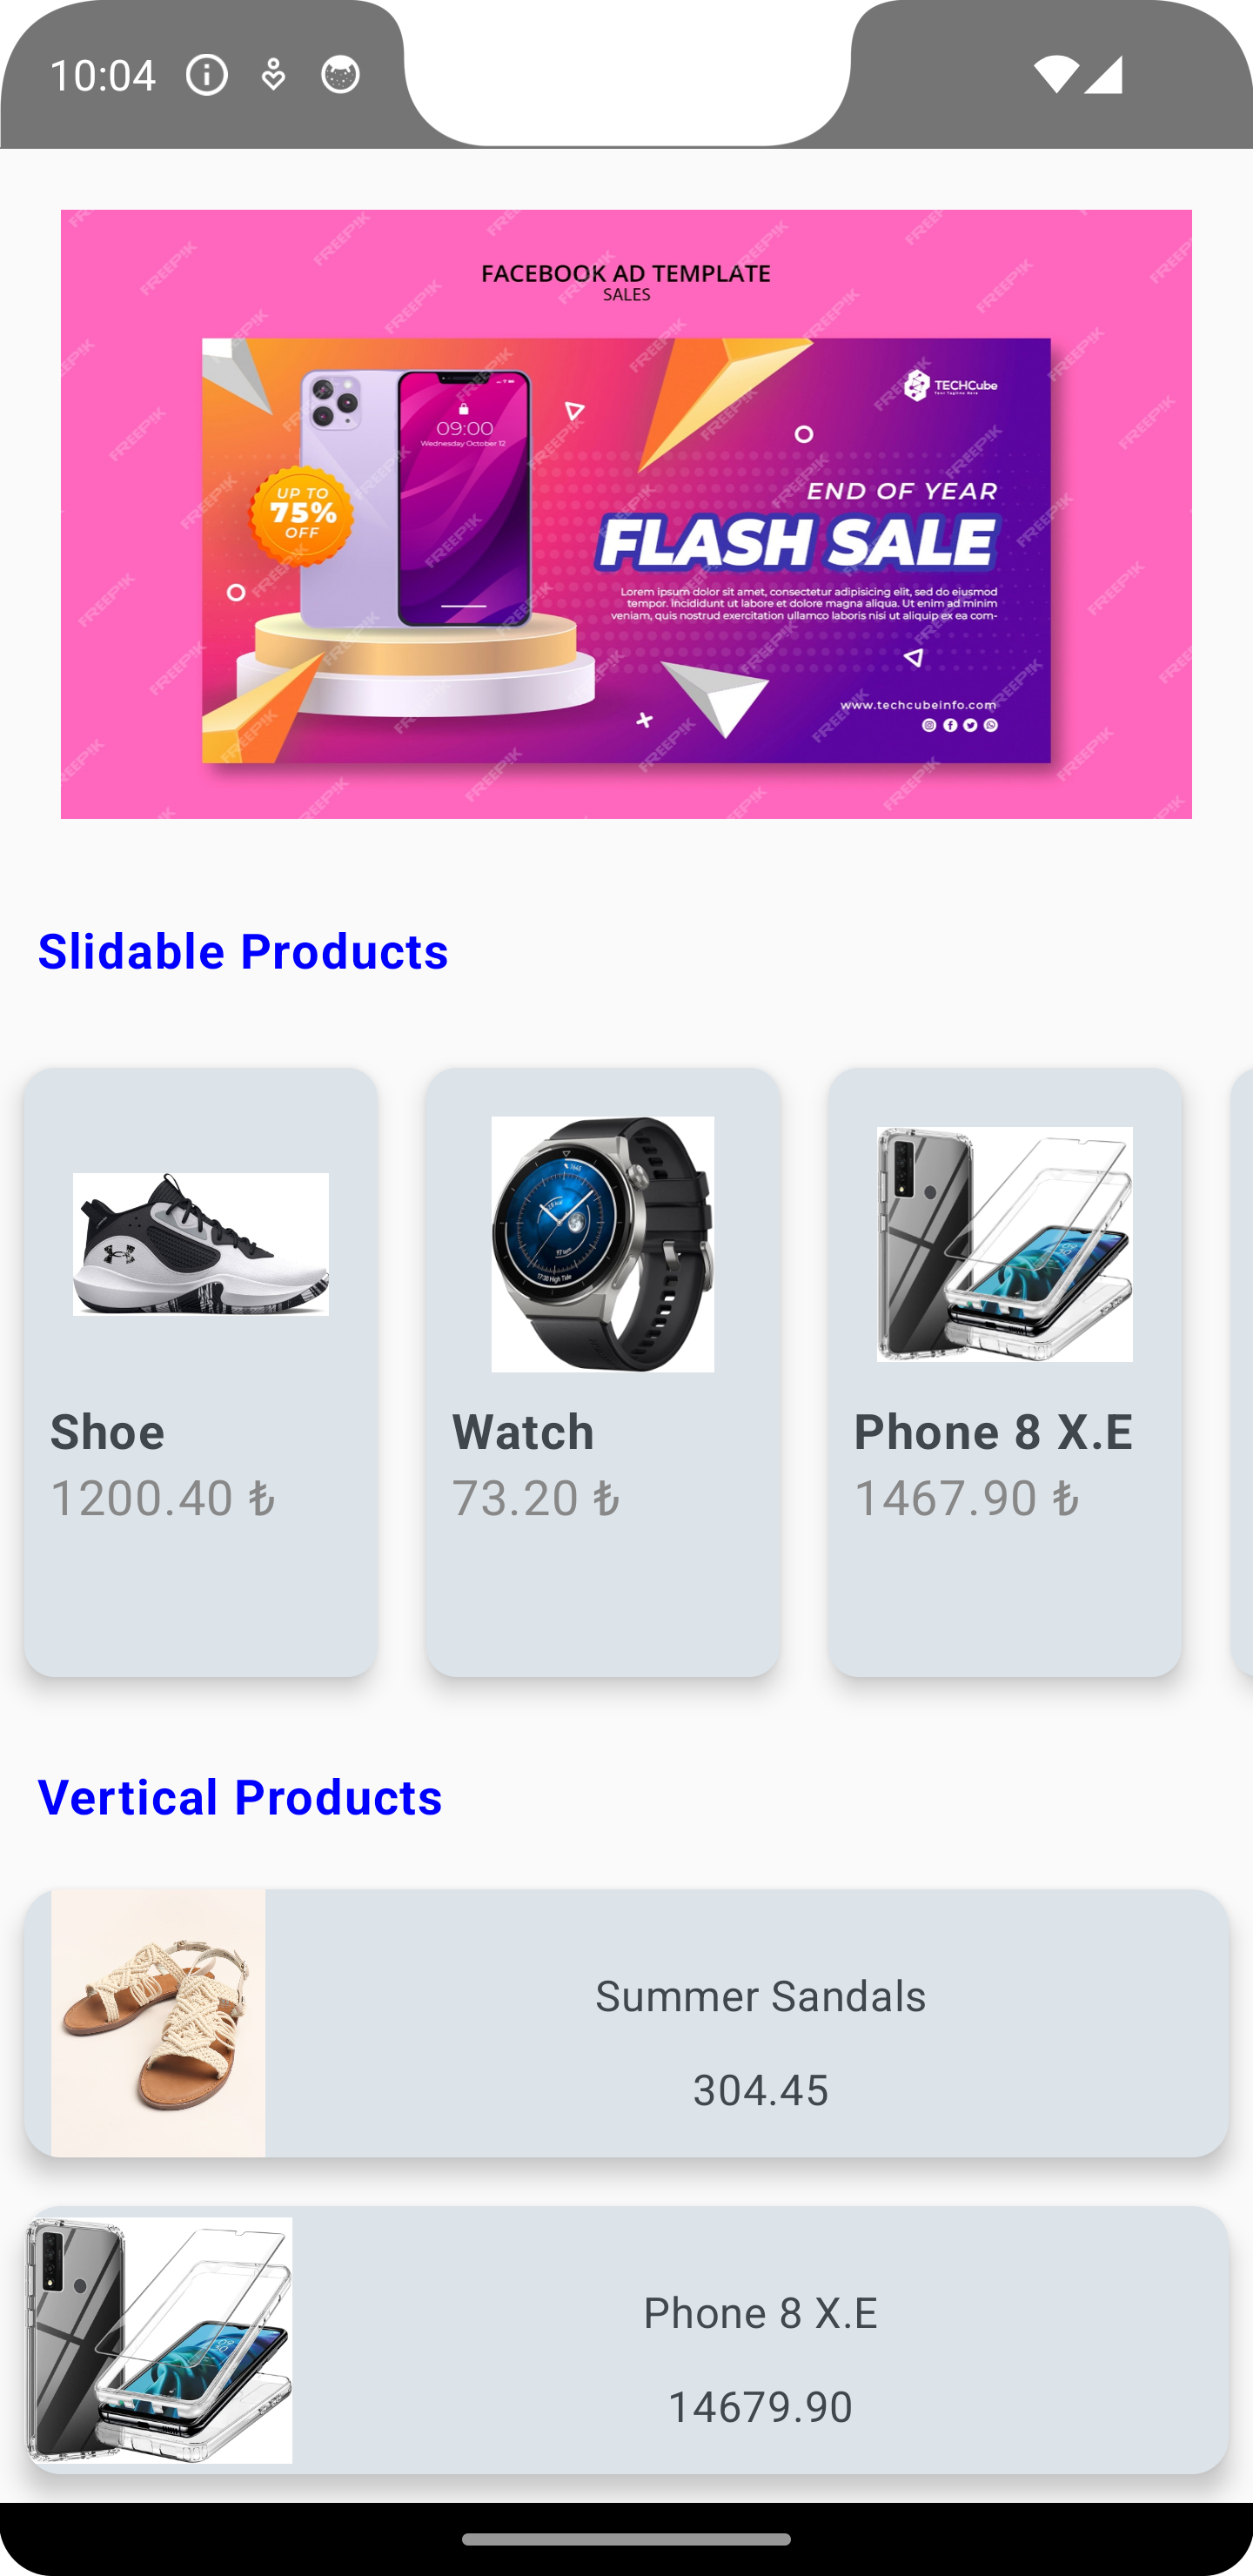 10:04
FACEBOOK AD TEMPLATE
SALES
TECHCube
Your Tagline Here
09:00
Wednesday October 12
UP TO
75%
OFF
END OF YEAR
FLASH SALE
Lorem ipsum dolor sit amet, consectetur adipisicing elit, sed do eiusmod
tempor. Incididunt ut labore et dolore magna aliqua. Ut enim ad minim
veniam, quis nostrud exercitation ullamco laboris nisi ut aliquip ex ea com-
www.techcubeinfo.com
FREEPIK
Slidable Products
Shoe
1200.40 ₺
Watch
73.20 ₺
Phone 8 X.E
1467.90 ₺
Vertical Products
Summer Sandals
304.45
Phone 8 X.E
14679.90